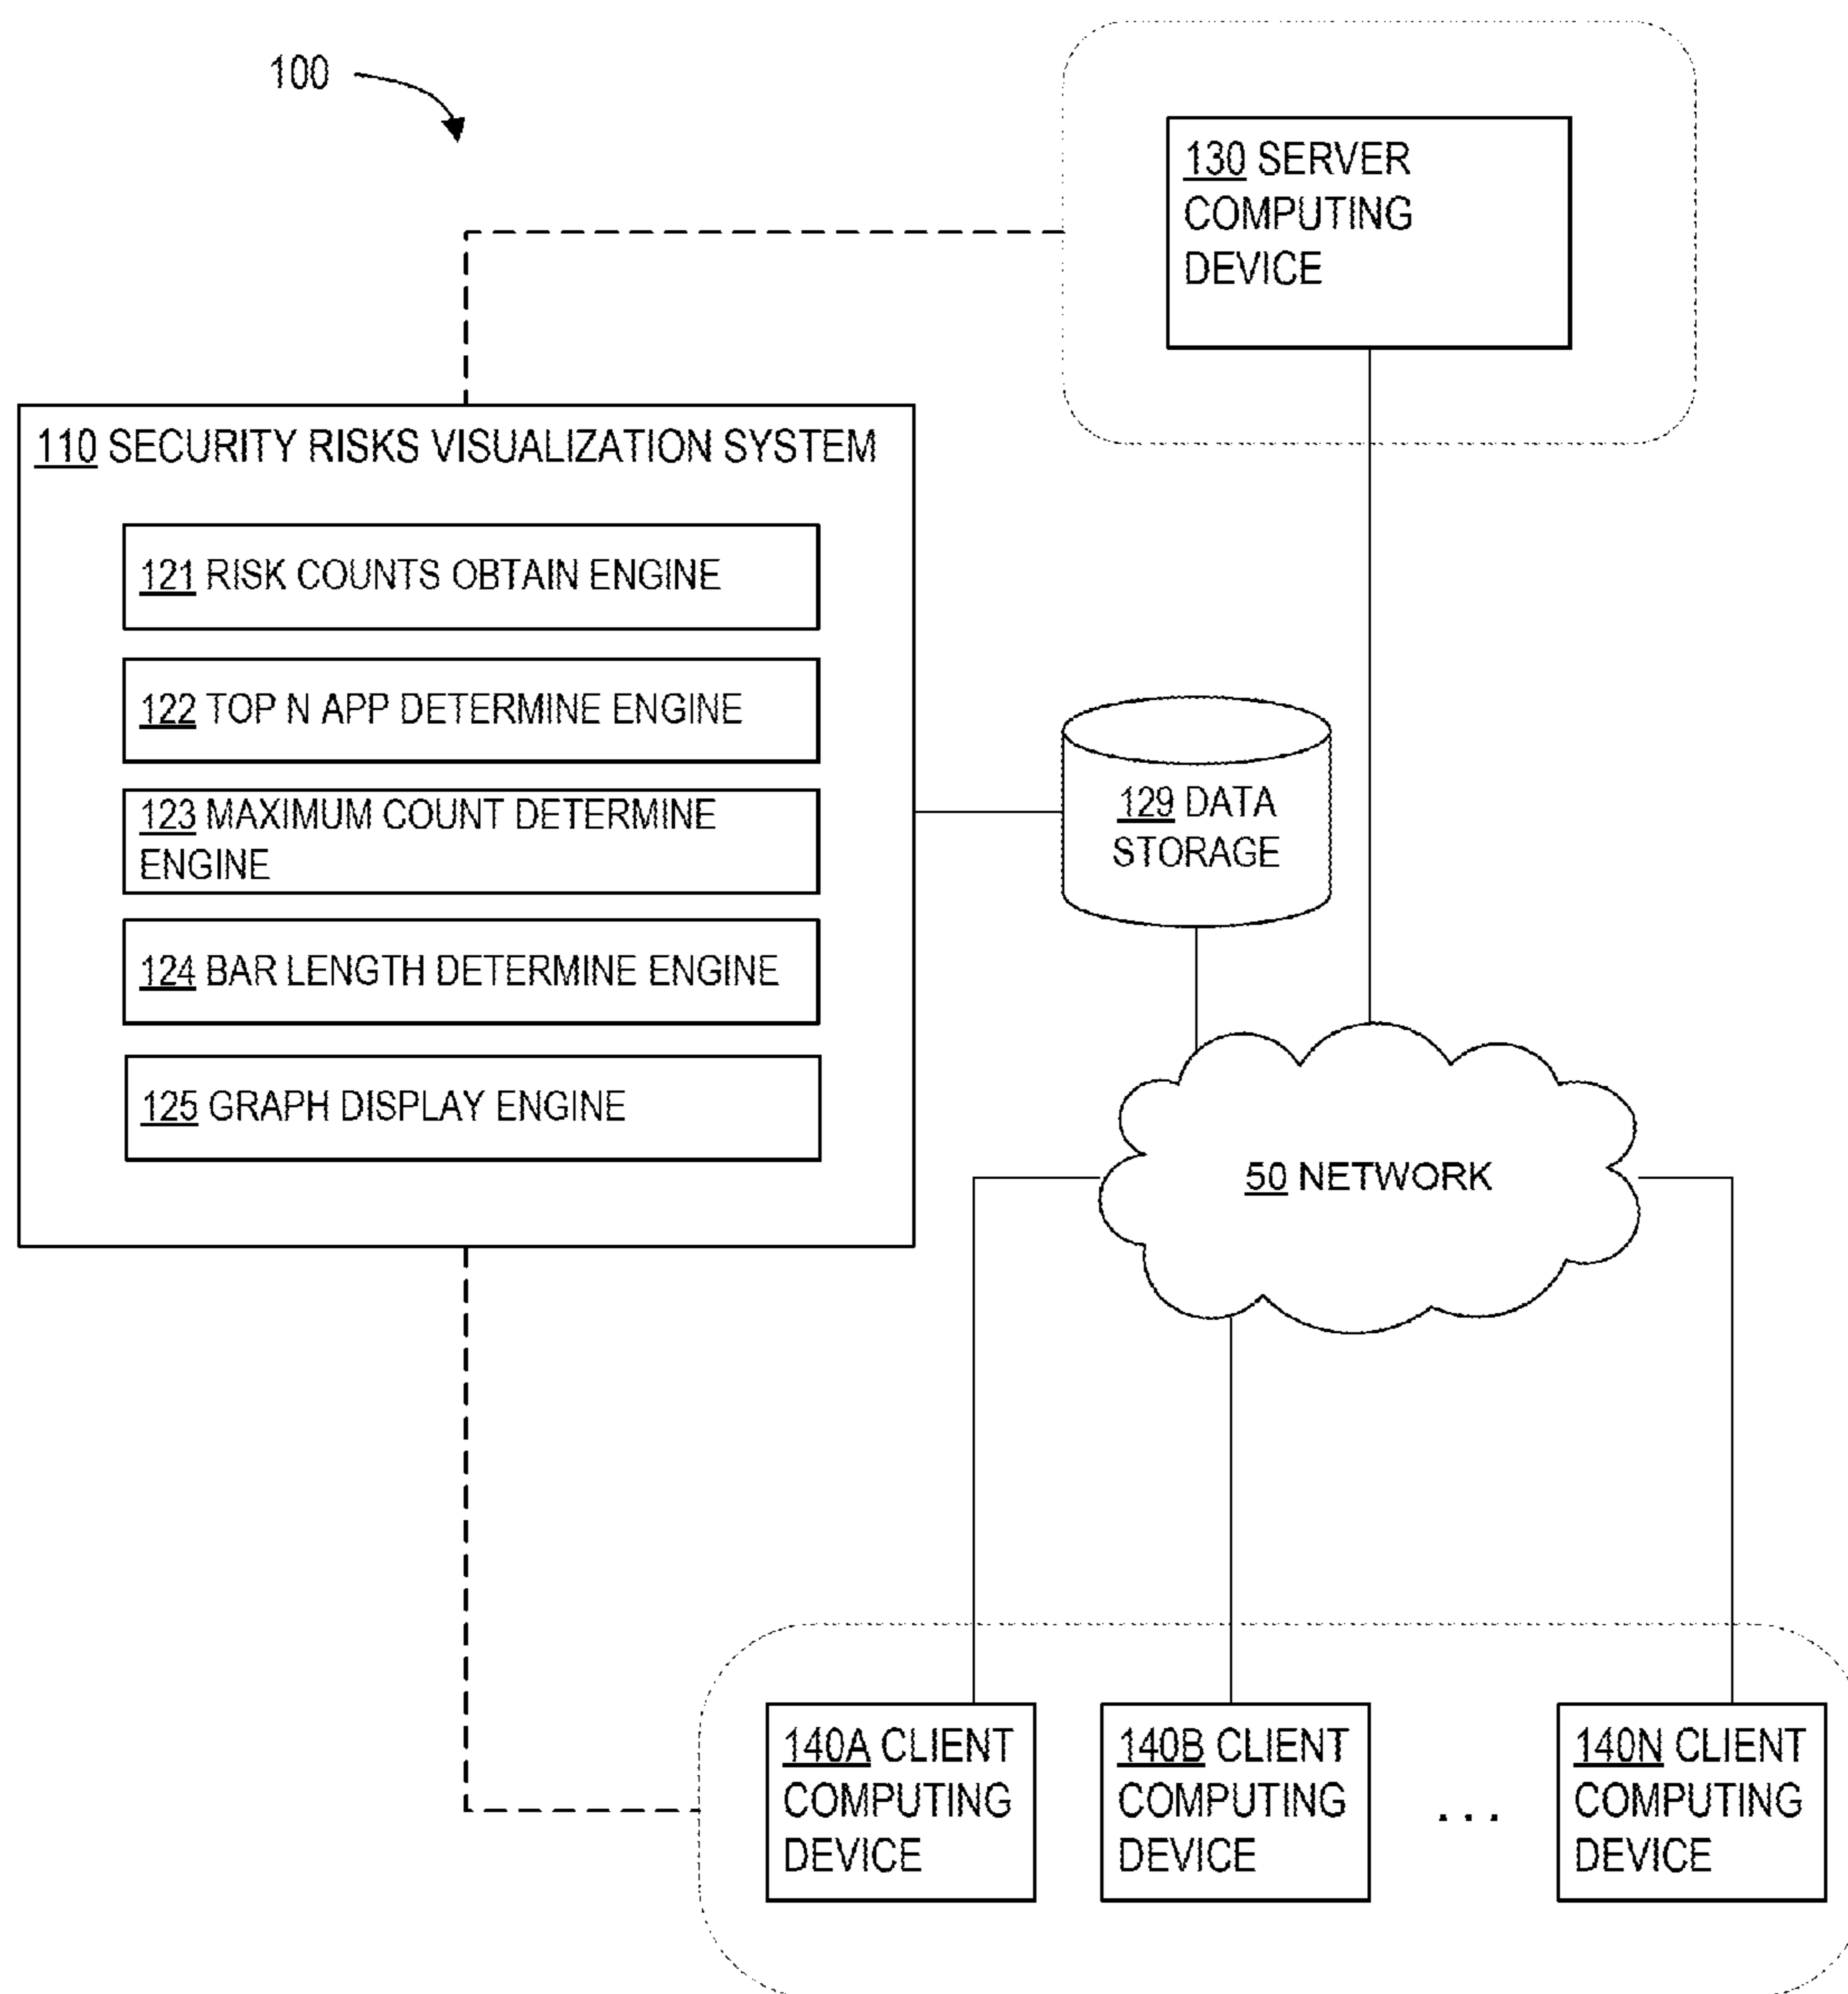 100
130 SERVER
COMPUTING
DEVICE
110 SECURITY RISKS VISUALIZATION SYSTEM
121 RISK COUNTS OBTAIN ENGINE
122 TOP N APP DETERMINE ENGINE
123 MAXIMUM COUNT DETERMINE
ENGINE
124 BAR LENGTH DETERMINE ENGINE
125 GRAPH DISPLAY ENGINE
129 DATA
STORAGE
50 NETWORK
140A CLIENT
COMPUTING
DEVICE
140B CLIENT
COMPUTING
DEVICE
...
140N CLIENT
COMPUTING
DEVICE